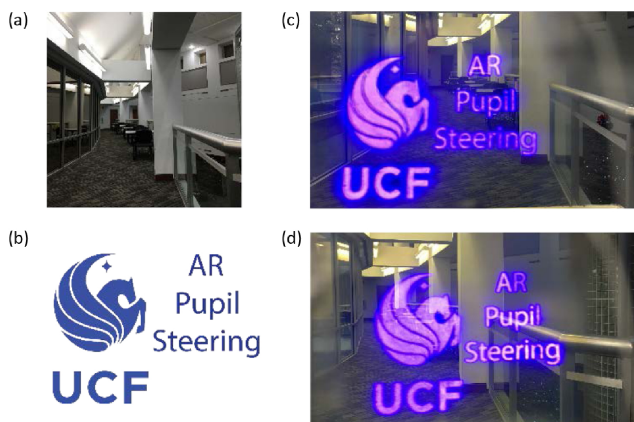 (a)
(c)
AR
Pupil
Steering
UCF
(b)
AR
Pupil
Steering
UCF
(d)
AR
Pupil
Steering
UCF